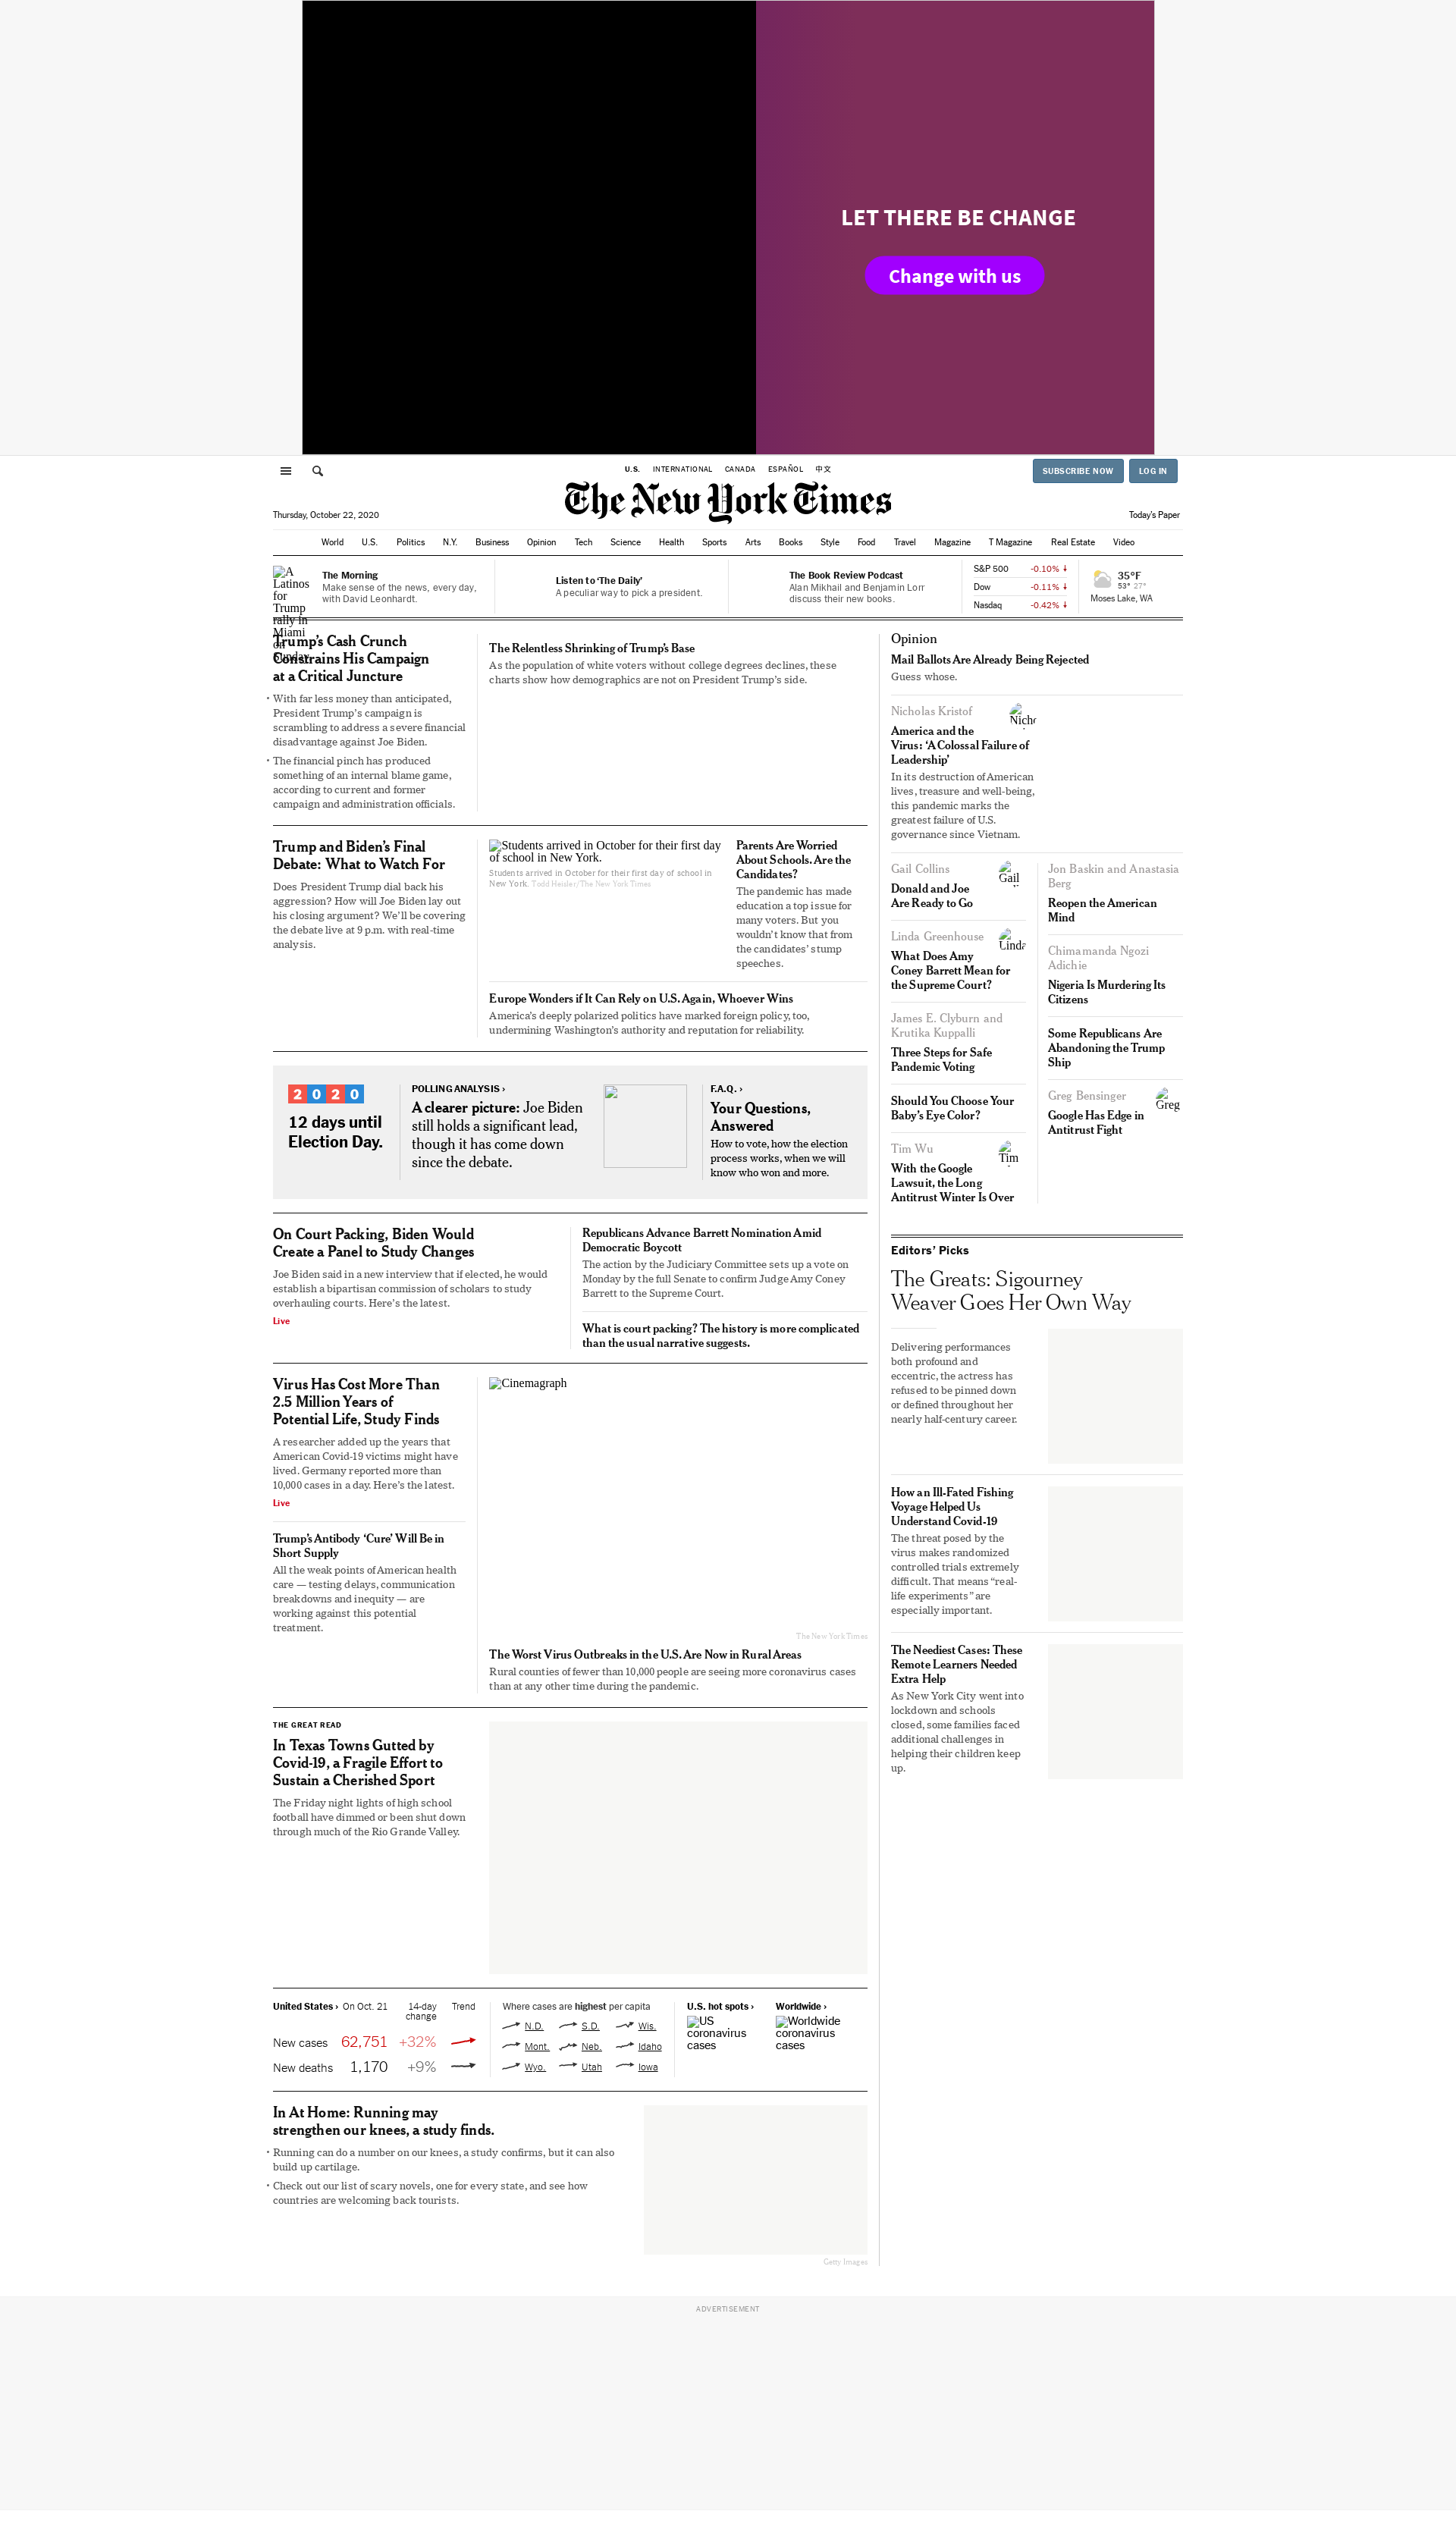 LET THERE BE CHANGE
Change with us
U.S. INTERNATIONAL CANADA ESPAÑOL 中文
SUBSCRIBE NOW LOG IN
The New York Times
Thursday, October 22, 2020
Today's Paper
World U.S. Politics N.Y. Business Opinion Tech Science Health Sports Arts Books Style Food Travel Magazine T Magazine Real Estate Video
A
Latinos
for
Trump
rally in
Miami
on
Sunday.
The Morning
Make sense of the news, every day,
with David Leonhardt.
Listen to ‘The Daily’
A peculiar way to pick a president.
The Book Review Podcast
Alan Mikhail and Benjamin Lorr
discuss their new books.
S&P 500 -0.10% ↓
Dow -0.11% ↓
Nasdaq -0.42% ↓
35°F
53° 27°
Moses Lake, WA
Trump’s Cash Crunch
Constrains His Campaign
at a Critical Juncture
• With far less money than anticipated,
President Trump’s campaign is
scrambling to address a severe financial
disadvantage against Joe Biden.
• The financial pinch has produced
something of an internal blame game,
according to current and former
campaign and administration officials.
The Relentless Shrinking of Trump’s Base
As the population of white voters without college degrees declines, these
charts show how demographics are not on President Trump’s side.
Trump and Biden’s Final
Debate: What to Watch For
Does President Trump dial back his
aggression? How will Joe Biden lay out
his closing argument? We’ll be covering
the debate live at 9 p.m. with real-time
analysis.
Students arrived in October for their first day
of school in New York.
Students arrived in October for their first day of school in
New York. Todd Heisler/The New York Times
Parents Are Worried
About Schools. Are the
Candidates?
The pandemic has made
education a top issue for
many voters. But you
wouldn’t know that from
the candidates’ stump
speeches.
Europe Wonders if It Can Rely on U.S. Again, Whoever Wins
America’s deeply polarized politics have marked foreign policy, too,
undermining Washington’s authority and reputation for reliability.
2020
12 days until
Election Day.
POLLING ANALYSIS ›
A clearer picture: Joe Biden
still holds a significant lead,
though it has come down
since the debate.
F.A.Q. ›
Your Questions,
Answered
How to vote, how the election
process works, when we will
know who won and more.
On Court Packing, Biden Would
Create a Panel to Study Changes
Joe Biden said in a new interview that if elected, he would
establish a bipartisan commission of scholars to study
overhauling courts. Here’s the latest.
Live
Republicans Advance Barrett Nomination Amid
Democratic Boycott
The action by the Judiciary Committee sets up a vote on
Monday by the full Senate to confirm Judge Amy Coney
Barrett to the Supreme Court.
What is court packing? The history is more complicated
than the usual narrative suggests.
Virus Has Cost More Than
2.5 Million Years of
Potential Life, Study Finds
A researcher added up the years that
American Covid-19 victims might have
lived. Germany reported more than
10,000 cases in a day. Here’s the latest.
Live
Trump’s Antibody ‘Cure’ Will Be in
Short Supply
All the weak points of American health
care — testing delays, communication
breakdowns and inequity — are
working against this potential
treatment.
Cinemagraph
The New York Times
The Worst Virus Outbreaks in the U.S. Are Now in Rural Areas
Rural counties of fewer than 10,000 people are seeing more coronavirus cases
than at any other time during the pandemic.
THE GREAT READ
In Texas Towns Gutted by
Covid-19, a Fragile Effort to
Sustain a Cherished Sport
The Friday night lights of high school
football have dimmed or been shut down
through much of the Rio Grande Valley.
United States › On Oct. 21 14-day change Trend
New cases 62,751 +32%
New deaths 1,170 +9%
Where cases are highest per capita
N.D. S.D. Wis.
Mont. Neb. Idaho
Wyo. Utah Iowa
U.S. hot spots ›
US
coronavirus
cases
Worldwide ›
Worldwide
coronavirus
cases
In At Home: Running may
strengthen our knees, a study finds.
• Running can do a number on our knees, a study confirms, but it can also
build up cartilage.
• Check out our list of scary novels, one for every state, and see how
countries are welcoming back tourists.
Getty Images
Opinion
Mail Ballots Are Already Being Rejected
Guess whose.
Nicholas Kristof
America and the
Virus: ‘A Colossal Failure of
Leadership’
In its destruction of American
lives, treasure and well-being,
this pandemic marks the
greatest failure of U.S.
governance since Vietnam.
Gail Collins
Gail
Donald and Joe
Are Ready to Go
Linda Greenhouse
Linda
What Does Amy
Coney Barrett Mean for
the Supreme Court?
James E. Clyburn and
Krutika Kuppalli
Three Steps for Safe
Pandemic Voting
Should You Choose Your
Baby’s Eye Color?
Tim Wu
Tim
With the Google
Lawsuit, the Long
Antitrust Winter Is Over
Jon Baskin and Anastasia
Berg
Reopen the American
Mind
Chimamanda Ngozi
Adichie
Nigeria Is Murdering Its
Citizens
Some Republicans Are
Abandoning the Trump
Ship
Greg Bensinger
Greg
Google Has Edge in
Antitrust Fight
Editors’ Picks
The Greats: Sigourney
Weaver Goes Her Own Way
Delivering performances
both profound and
eccentric, the actress has
refused to be pinned down
or defined throughout her
nearly half-century career.
How an Ill-Fated Fishing
Voyage Helped Us
Understand Covid-19
The threat posed by the
virus makes randomized
controlled trials extremely
difficult. That means “real-
life experiments” are
especially important.
The Neediest Cases: These
Remote Learners Needed
Extra Help
As New York City went into
lockdown and schools
closed, some families faced
additional challenges in
helping their children keep
up.
ADVERTISEMENT